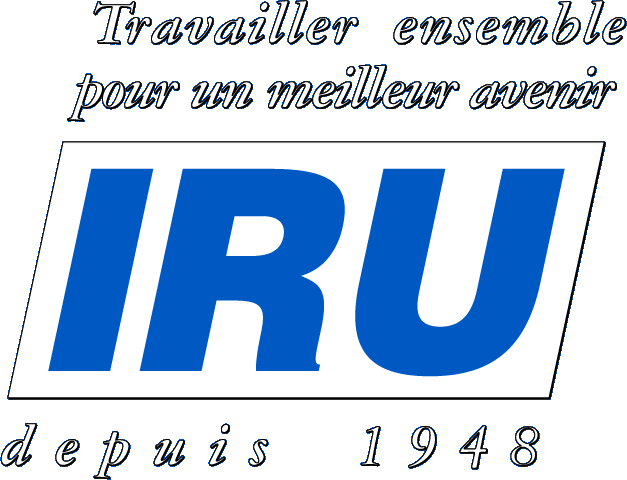 Travailler ensemble
pour un meilleur avenir
IRU
depuis 1948